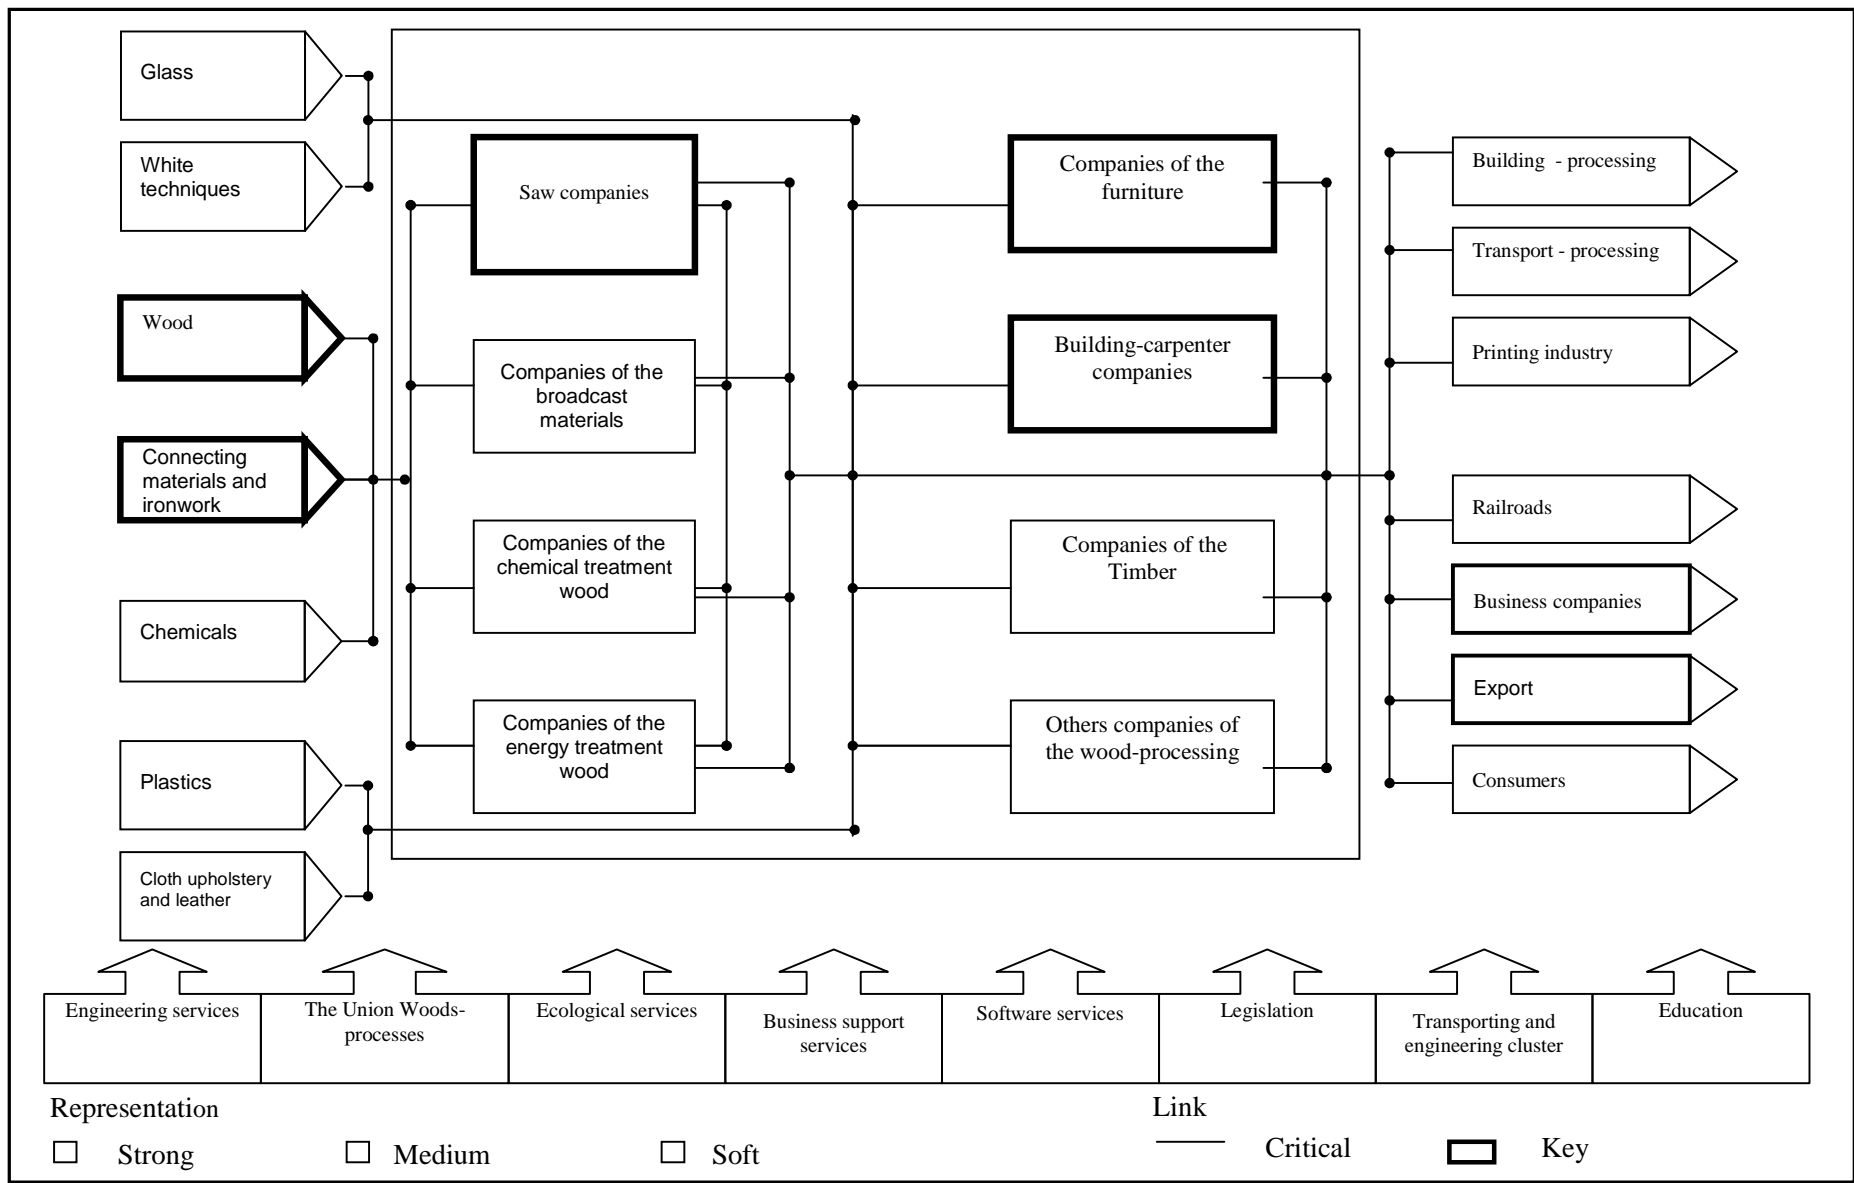 Glass
White
techniques
Wood
Connecting
materials and
ironwork
Chemicals
Plastics
Cloth upholstery
and leather
Saw companies
Companies of the
broadcast
materials
Companies of the
chemical treatment
wood
Companies of the
energy treatment
wood
Companies of the
furniture
Building-carpenter
companies
Companies of the
Timber
Others companies of
the wood-processing
Building - processing
Transport - processing
Printing industry
Railroads
Business companies
Export
Consumers
Engineering services
The Union Woods-
processes
Ecological services
Business support
services
Software services
Legislation
Transporting and
engineering cluster
Education
Representation
Link
Strong
Medium
Soft
Critical
Key